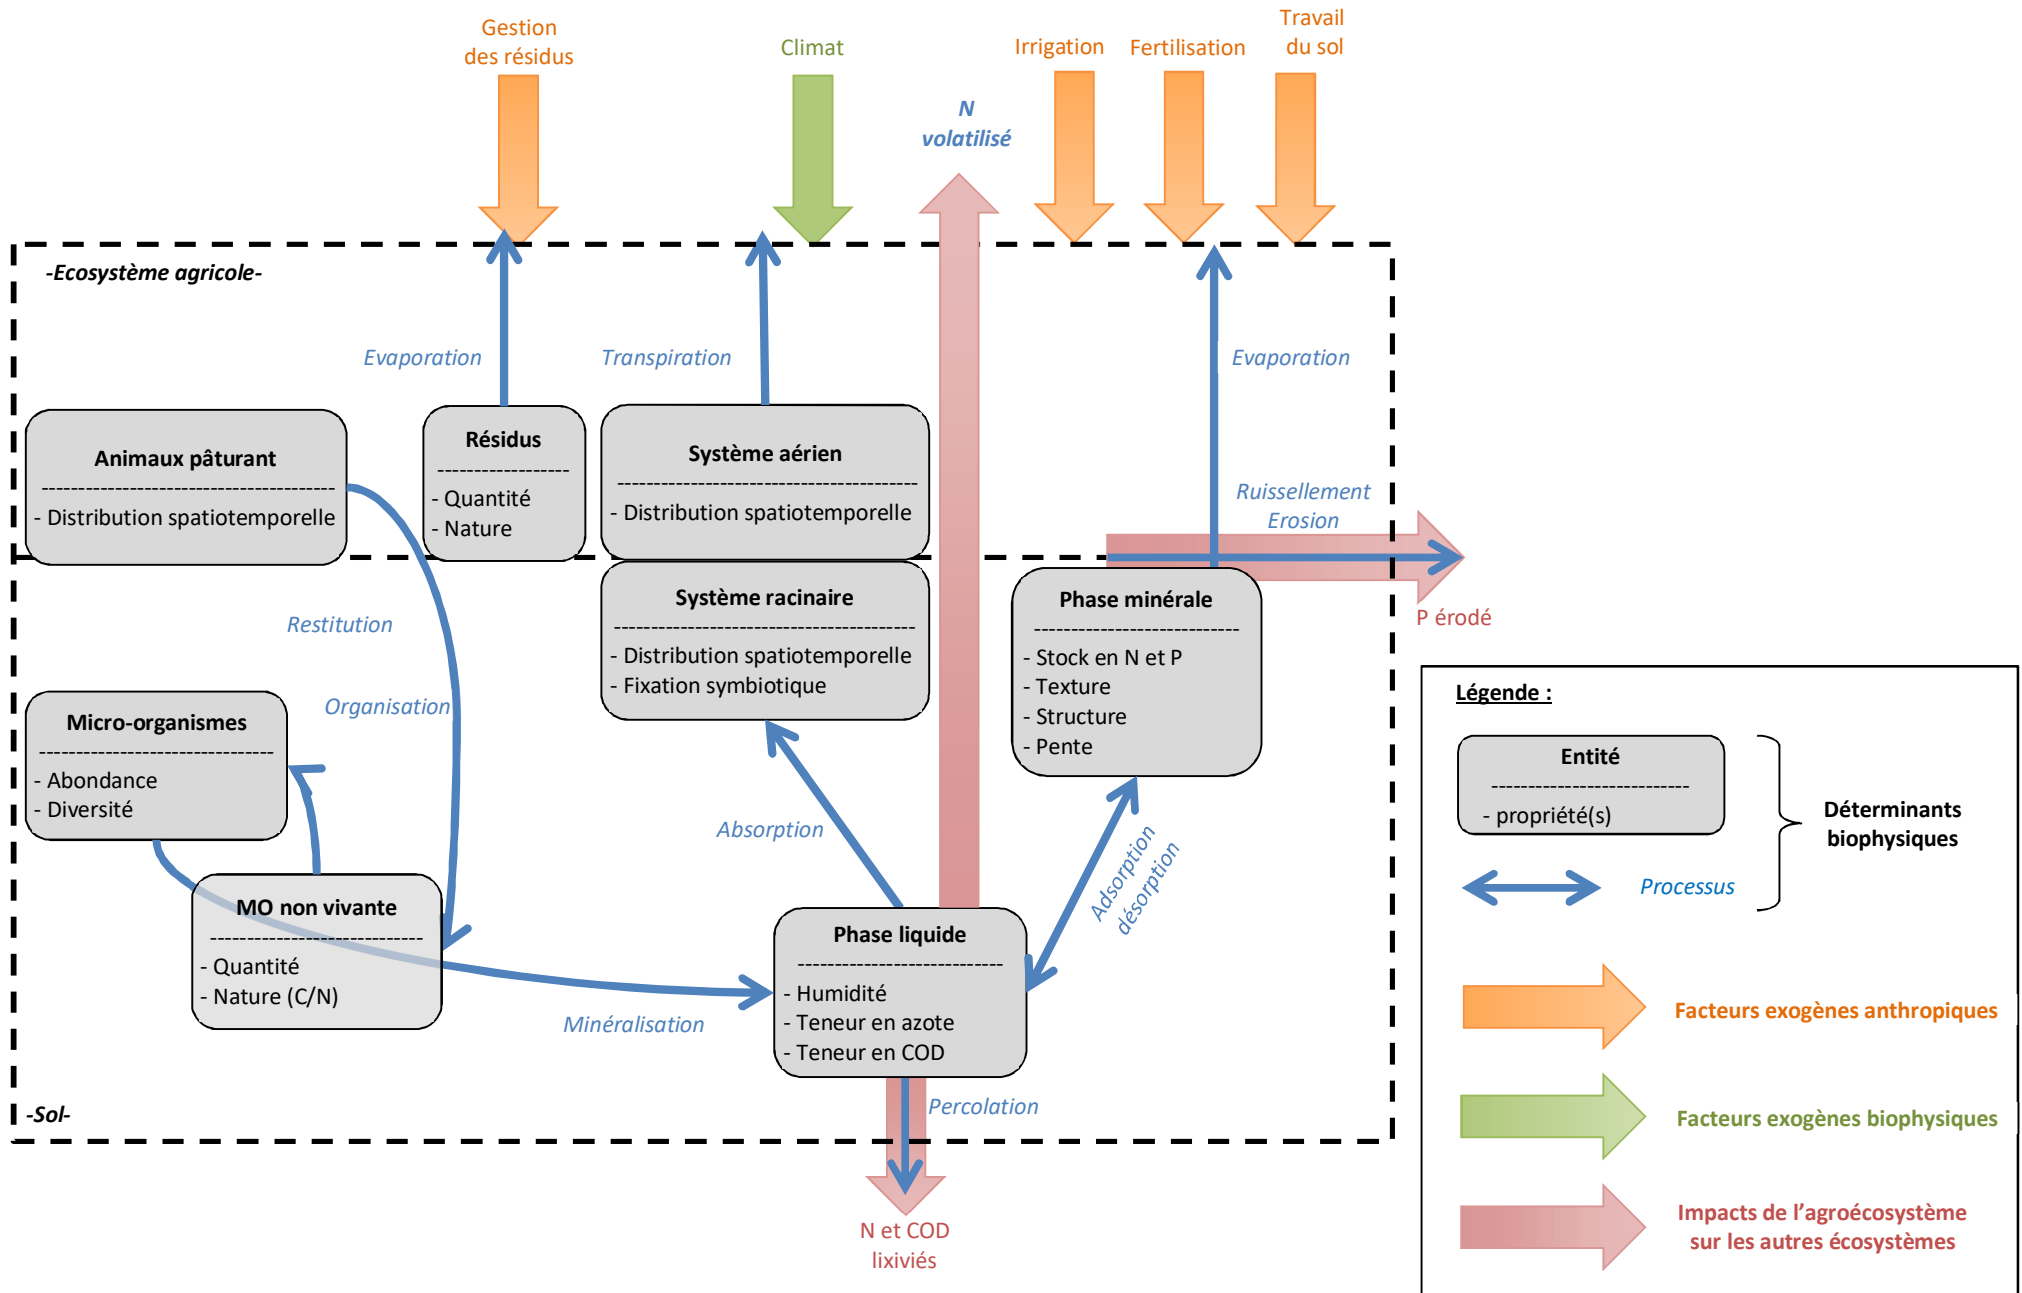 Gestion
des résidus
Climat
Irrigation
Fertilisation
Travail
du sol
N
volatilisé
-Ecosystème agricole-
Evaporation
Transpiration
Evaporation
Animaux pâturant
- Distribution spatiotemporelle
Résidus
- Quantité
- Nature
Système aérien
- Distribution spatiotemporelle
Ruissellement
Erosion
P érodé
Restitution
Système racinaire
- Distribution spatiotemporelle
- Fixation symbiotique
Phase minérale
- Stock en N et P
- Texture
- Structure
- Pente
Organisation
Micro-organismes
- Abondance
- Diversité
Absorption
Adsorption
désorption
MO non vivante
- Quantité
- Nature (C/N)
Minéralisation
Phase liquide
- Humidité
- Teneur en azote
- Teneur en COD
Percolation
-Sol-
N et COD
lixiviés
Légende :
Entité
- propriété(s)
Déterminants
biophysiques
Processus
Facteurs exogènes anthropiques
Facteurs exogènes biophysiques
Impacts de l’agroécosystème
sur les autres écosystèmes